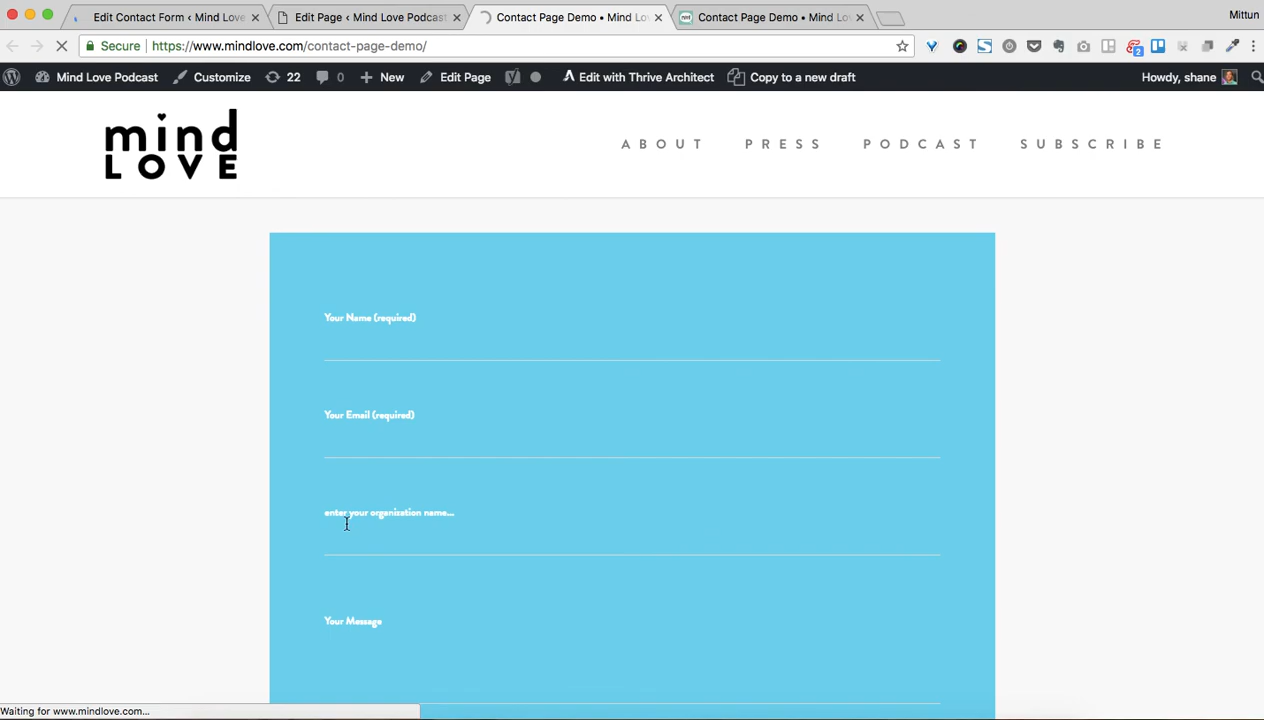 Edit Contact Form ‹ Mind Love
Edit Page ‹ Mind Love Podcast
Contact Page Demo • Mind Lov
Contact Page Demo • Mind Lov
Mittun
Secure
https://www.mindlove.com/contact-page-demo/
2
Mind Love Podcast
Customize
22
0
New
Edit Page
Edit with Thrive Architect
Copy to a new draft
Howdy, shane
mind
LOVE
ABOUT
PRESS
PODCAST
SUBSCRIBE
Your Name (required)
Your Email (required)
enter your organization name...
Your Message
Waiting for www.mindlove.com...